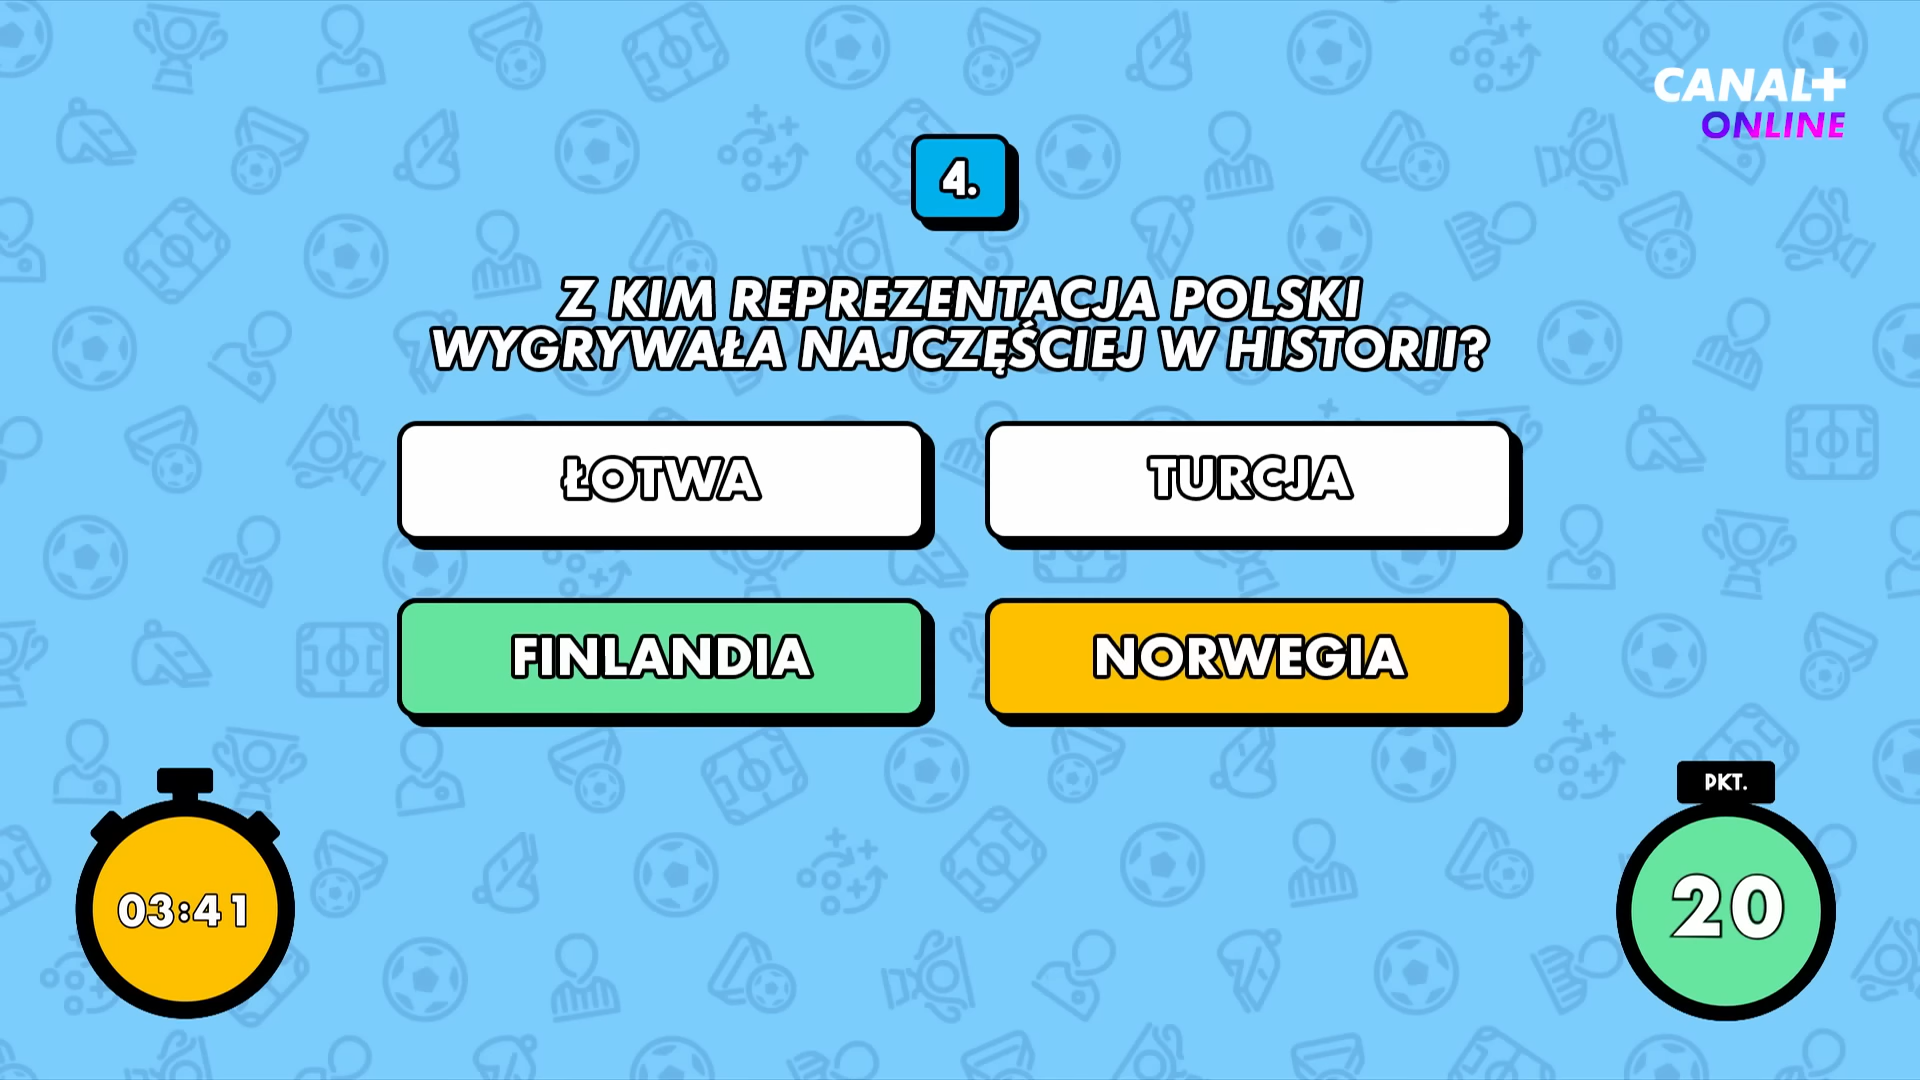 CANAL+
ONLINE
4.
Z KIM REPREZENTACJA POLSKI
WYGRYWAŁA NAJCZĘŚCIEJ W HISTORII?
ŁOTWA
TURCJA
FINLANDIA
NORWEGIA
PKT.
03:41
20